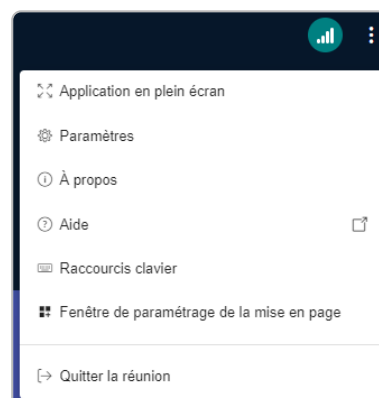 Application en plein écran
Paramètres
À propos
Aide
Raccourcis clavier
Fenêtre de paramétrage de la mise en page
Quitter la réunion